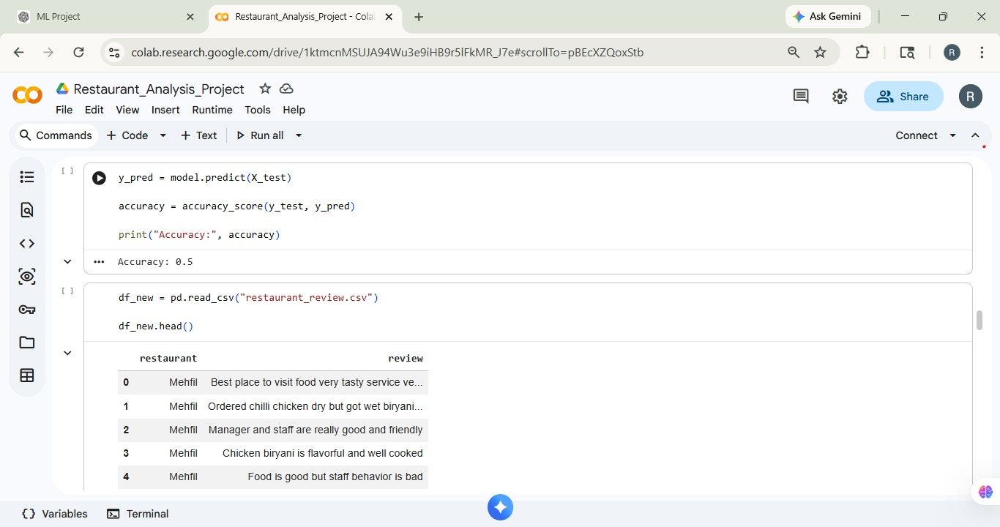 ML Project
Restaurant_Analysis_Project - Cola
Ask Gemini
colab.research.google.com/drive/1ktmcnMSUJA94Wu3e9iHB9r5lFkMR_J7e#scrollTo=pBEcXZQoxStb
R
Restaurant_Analysis_Project
File Edit View Insert Runtime Tools Help
Share
R
Commands + Code + Text Run all
Connect
[ ]
y_pred = model.predict(X_test)
accuracy = accuracy_score(y_test, y_pred)
print("Accuracy:", accuracy)
Accuracy: 0.5
[ ]
df_new = pd.read_csv("restaurant_review.csv")
df_new.head()
restaurant review
0 Mehfil Best place to visit food very tasty service ve...
1 Mehfil Ordered chilli chicken dry but got wet biryani...
2 Mehfil Manager and staff are really good and friendly
3 Mehfil Chicken biryani is flavorful and well cooked
4 Mehfil Food is good but staff behavior is bad
{} Variables Terminal